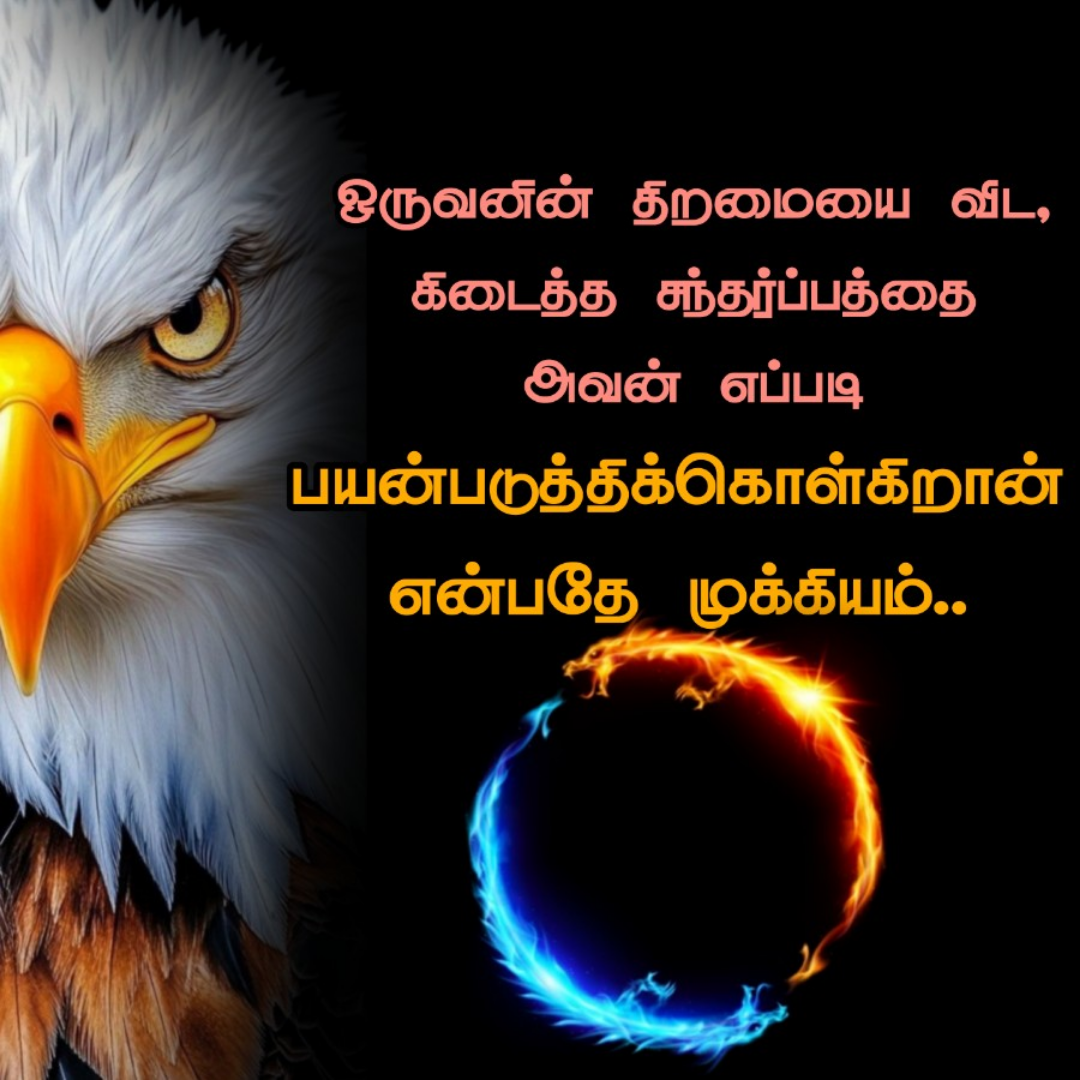 ஒருவனின் திறமையை விட,
கிடைத்த சந்தர்ப்பத்தை
அவன் எப்படி
பயன்படுத்திக்கொள்கிறான்
என்பதே முக்கியம்..